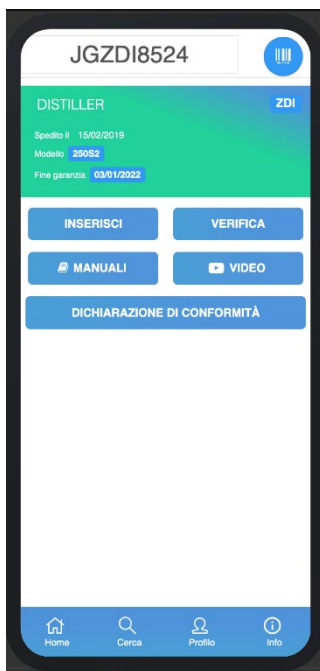 JGZDI8524
DISTILLER ZDI
Spedito il 15/02/2019
Modello 250S2
Fine garanzia 03/01/2022
INSERISCI VERIFICA
MANUALI VIDEO
DICHIARAZIONE DI CONFORMITÀ
Home Cerca Profilo Info